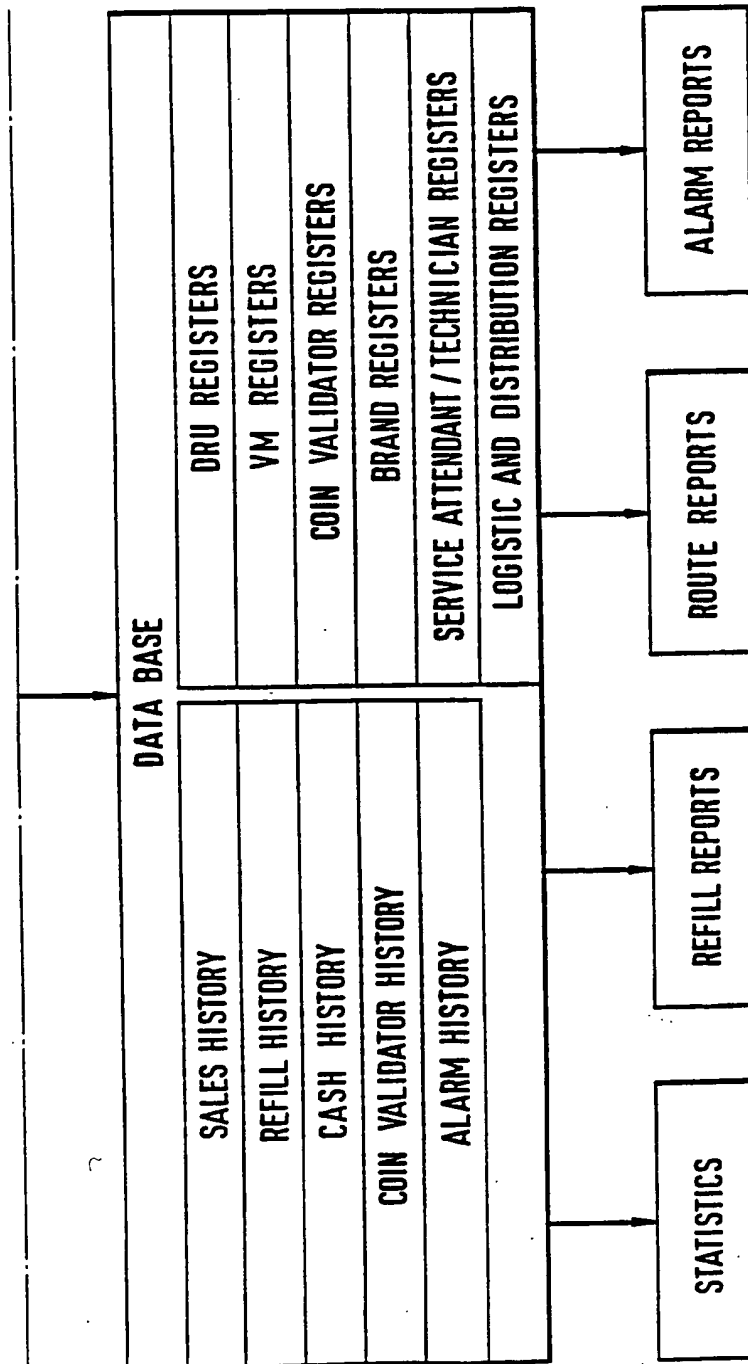 DATA BASE
SALES HISTORY
REFILL HISTORY
CASH HISTORY
COIN VALIDATOR HISTORY
ALARM HISTORY
DRU REGISTERS
VM REGISTERS
COIN VALIDATOR REGISTERS
BRAND REGISTERS
SERVICE ATTENDANT/TECHNICIAN REGISTERS
LOGISTIC AND DISTRIBUTION REGISTERS
STATISTICS
REFILL REPORTS
ROUTE REPORTS
ALARM REPORTS